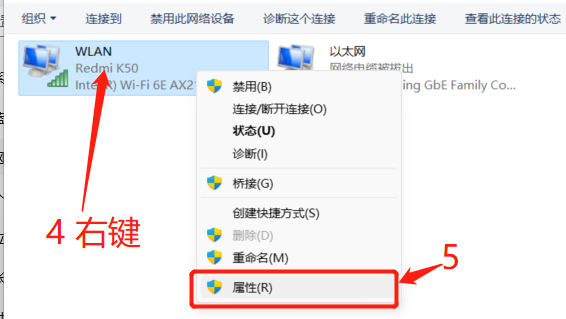 组织 连接到 禁用此网络设备 诊断这个连接 重命名此连接 查看此连接的状态
WLAN
Redmi K50
Wi-Fi 6E AX21
以太网
网络电缆被拔出
ing GbE Family Co...
禁用(B)
连接/断开连接(O)
状态(U)
诊断(I)
桥接(G)
创建快捷方式(S)
删除(D)
重命名(M)
属性(R)
4 右键
5